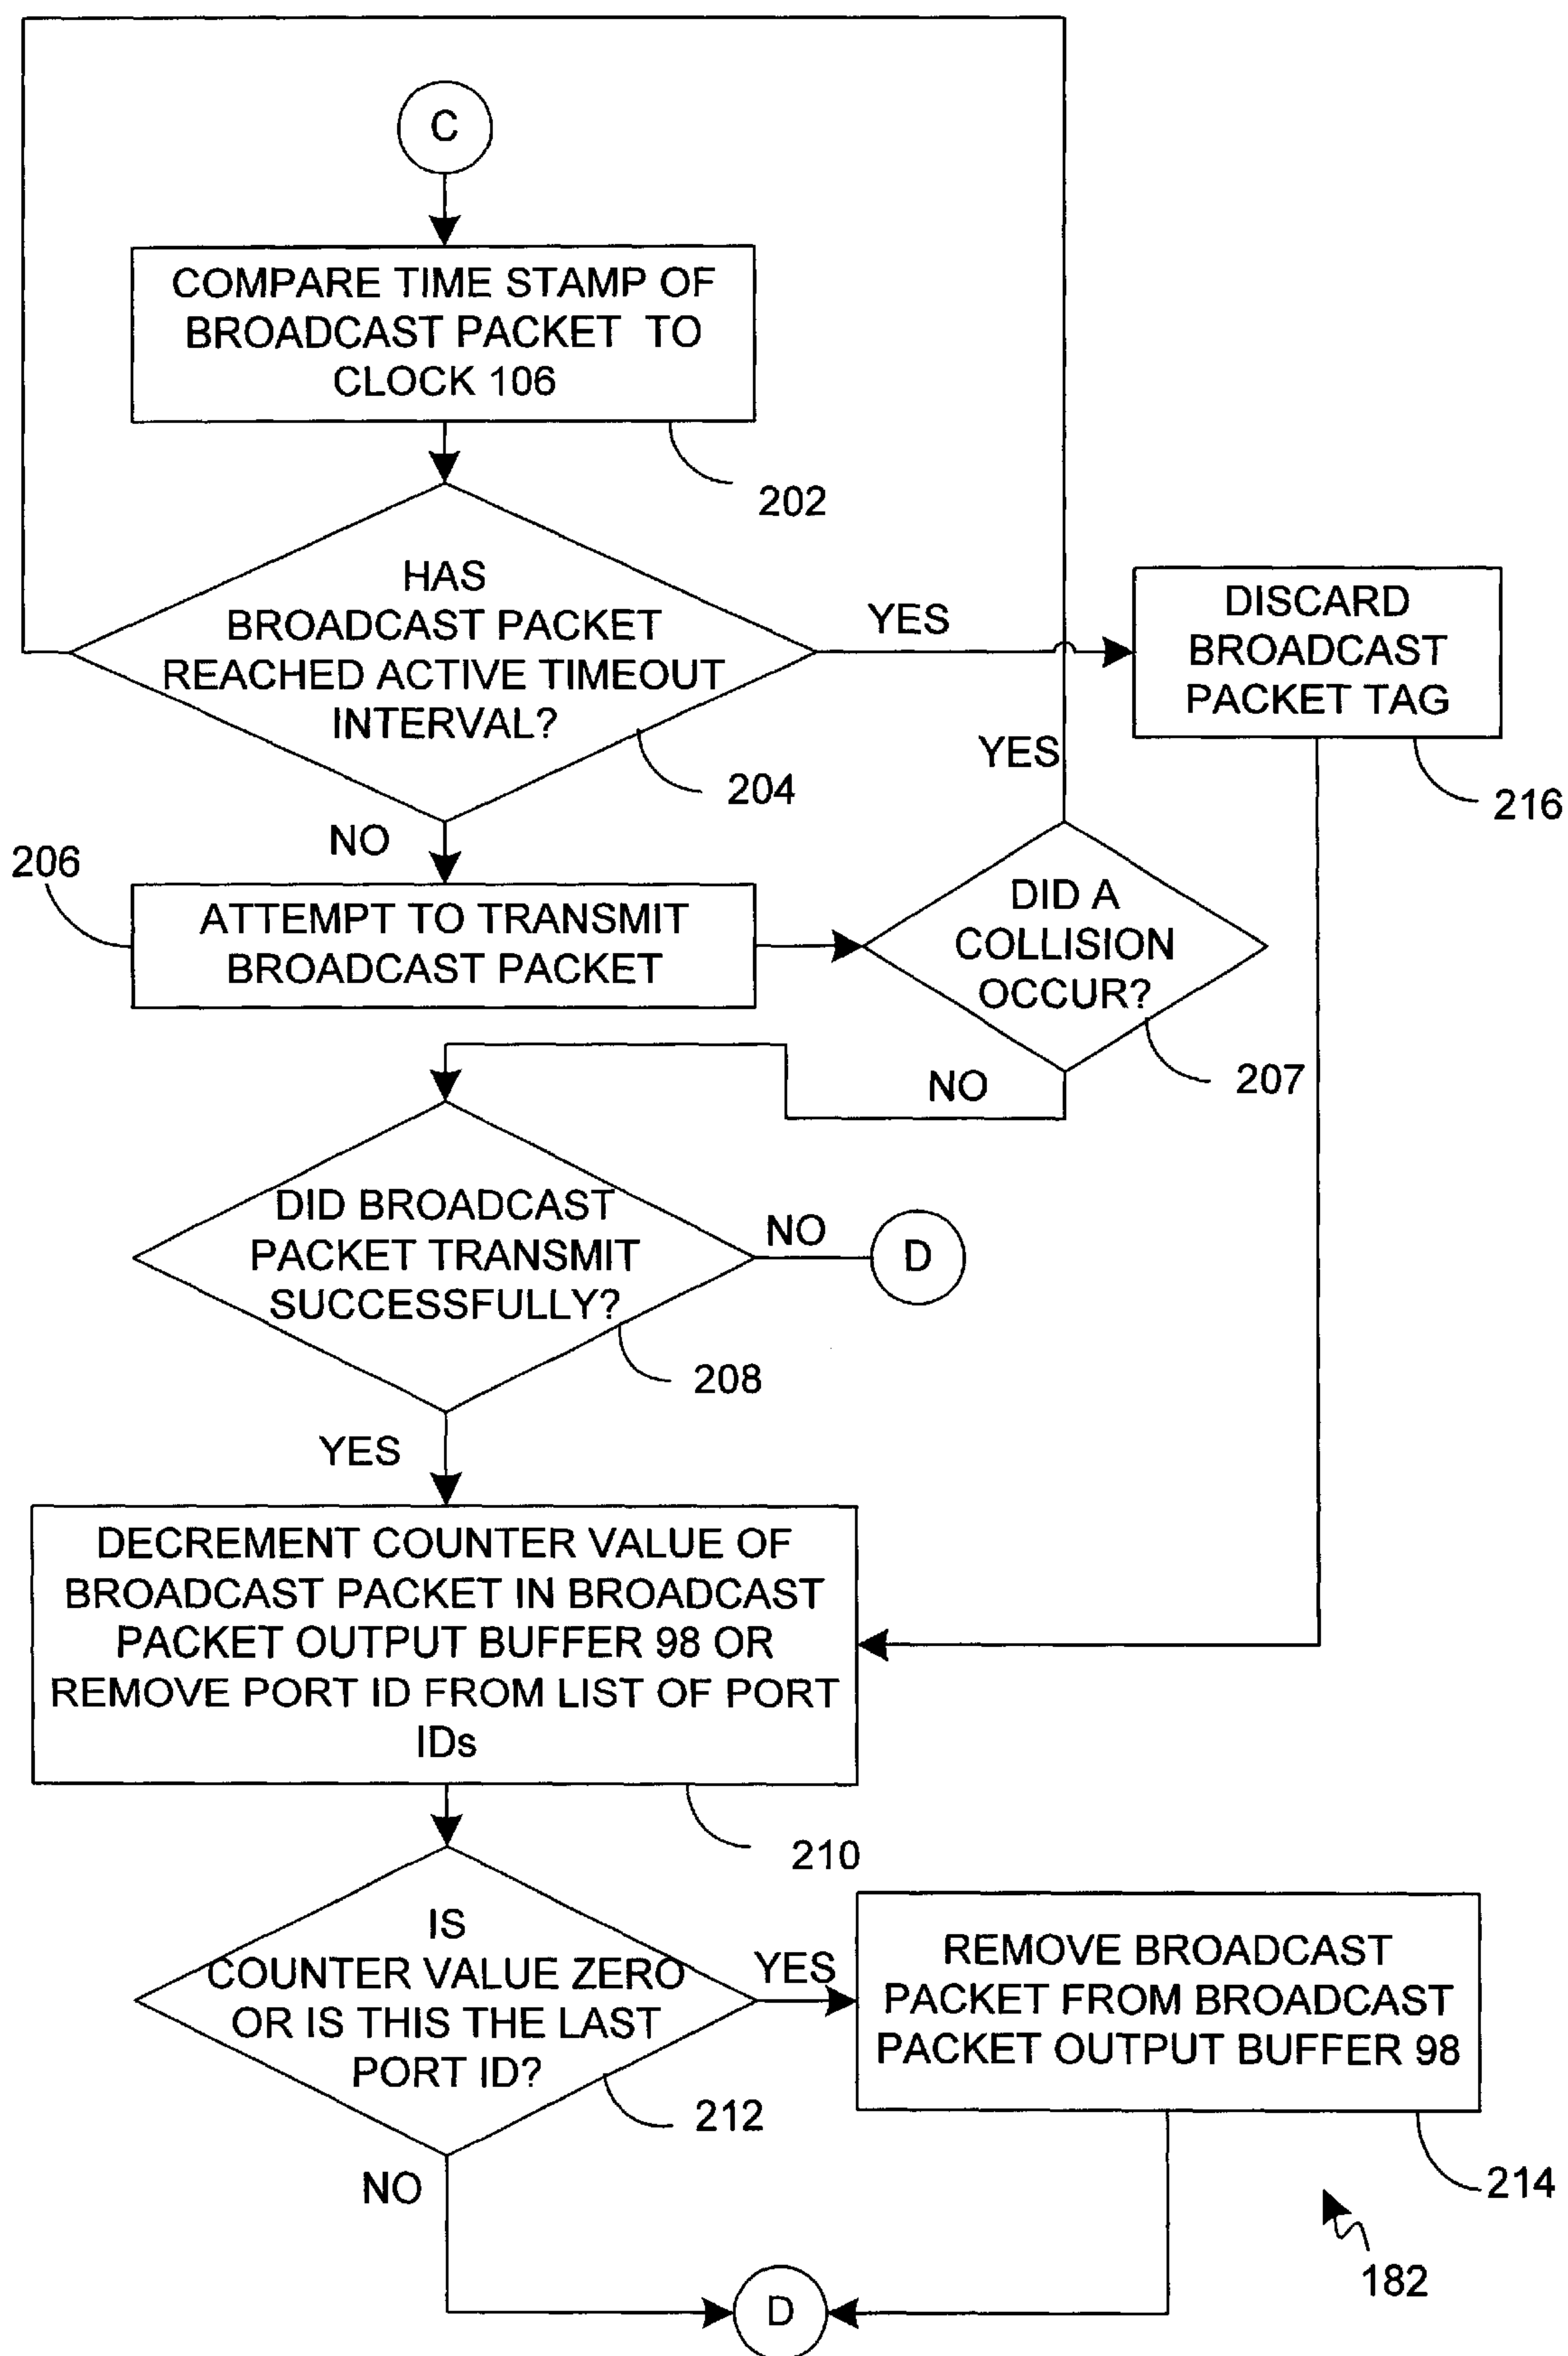 C
COMPARE TIME STAMP OF
BROADCAST PACKET TO
CLOCK 106
202
HAS
BROADCAST PACKET
REACHED ACTIVE TIMEOUT
INTERVAL?
204
YES
DISCARD
BROADCAST
PACKET TAG
216
NO
206
ATTEMPT TO TRANSMIT
BROADCAST PACKET
YES
DID A
COLLISION
OCCUR?
207
NO
DID BROADCAST
PACKET TRANSMIT
SUCCESSFULLY?
208
NO
D
YES
DECREMENT COUNTER VALUE OF
BROADCAST PACKET IN BROADCAST
PACKET OUTPUT BUFFER 98 OR
REMOVE PORT ID FROM LIST OF PORT
IDs
210
IS
COUNTER VALUE ZERO
OR IS THIS THE LAST
PORT ID?
212
YES
REMOVE BROADCAST
PACKET FROM BROADCAST
PACKET OUTPUT BUFFER 98
214
NO
D
182